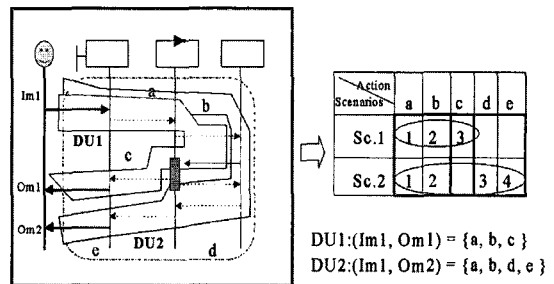 a
b
Im1
DU1
c
Om1
Om2
DU2
e
d
Action
Scenarios
a b c d e
Sc.1 1 2 3
Sc.2 1 2 3 4
DU1:(Im1, Om1) = {a, b, c }
DU2:(Im1, Om2) = {a, b, d, e }